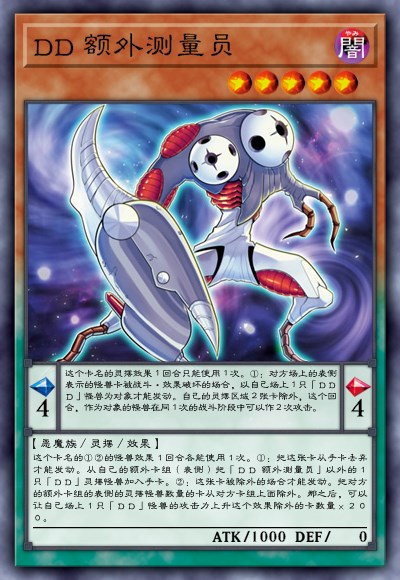 DD 额外测量员
やみ
闇
这个卡名的灵摆效果1回合只能使用1次。①：对方场上的表侧
表示的怪兽卡被战斗·效果破坏的场合，以自己场上1只「DD
D」怪兽为对象才能发动。自己的灵摆区域2张卡除外，这个回
合，作为对象的怪兽在同1次的战斗阶段中可以作2次攻击。
4
4
【恶魔族／灵摆／效果】
这个卡名的①②的怪兽效果1回合各能使用1次。①：把这张卡从手卡丢弃
才能发动。从自己的额外卡组（表侧）把「DD 额外测量员」以外的1
只「DD」灵摆怪兽加入手卡。②：这张卡被除外的场合才能发动。把对方
的额外卡组的表侧的灵摆怪兽数量的卡从对方卡组上面除外。那之后，可以
让自己场上1只「DD」怪兽的攻击力上升这个效果除外的卡数量×20
0。
ATK/1000 DEF/ 0